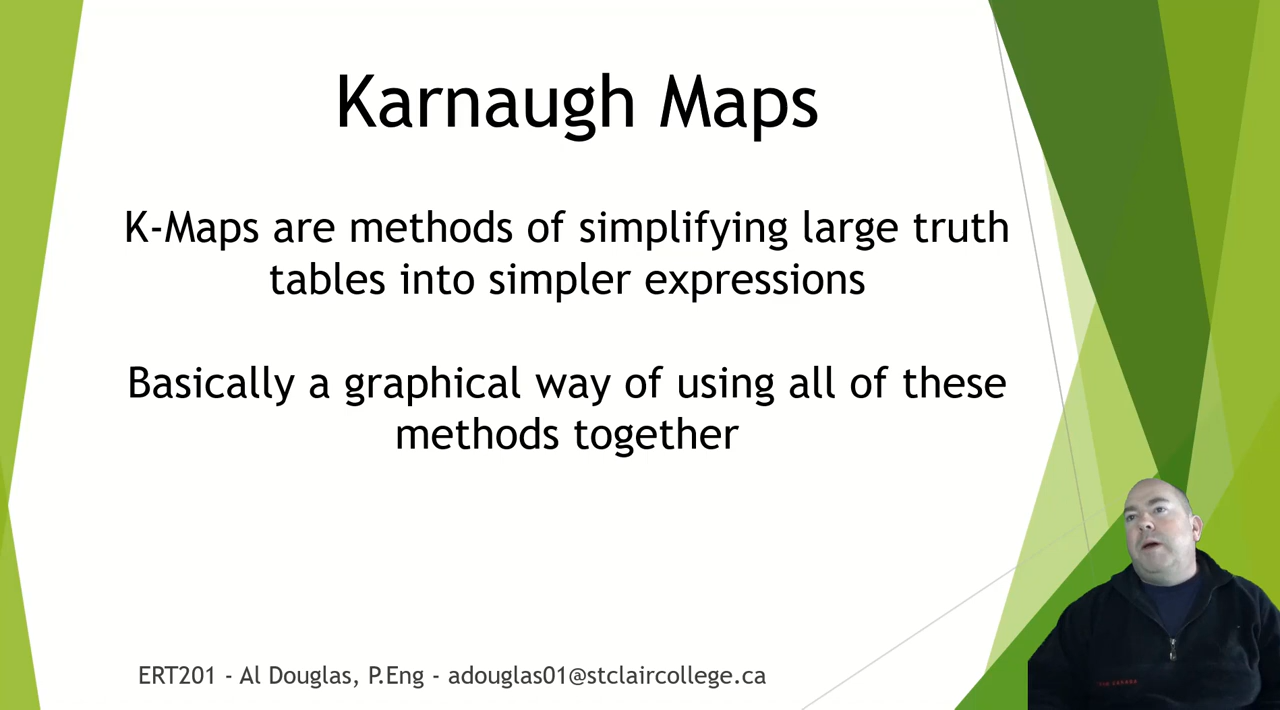 Karnaugh Maps
K-Maps are methods of simplifying large truth
tables into simpler expressions
Basically a graphical way of using all of these
methods together
ERT201 - Al Douglas, P.Eng - adouglas01@stclaircollege.ca